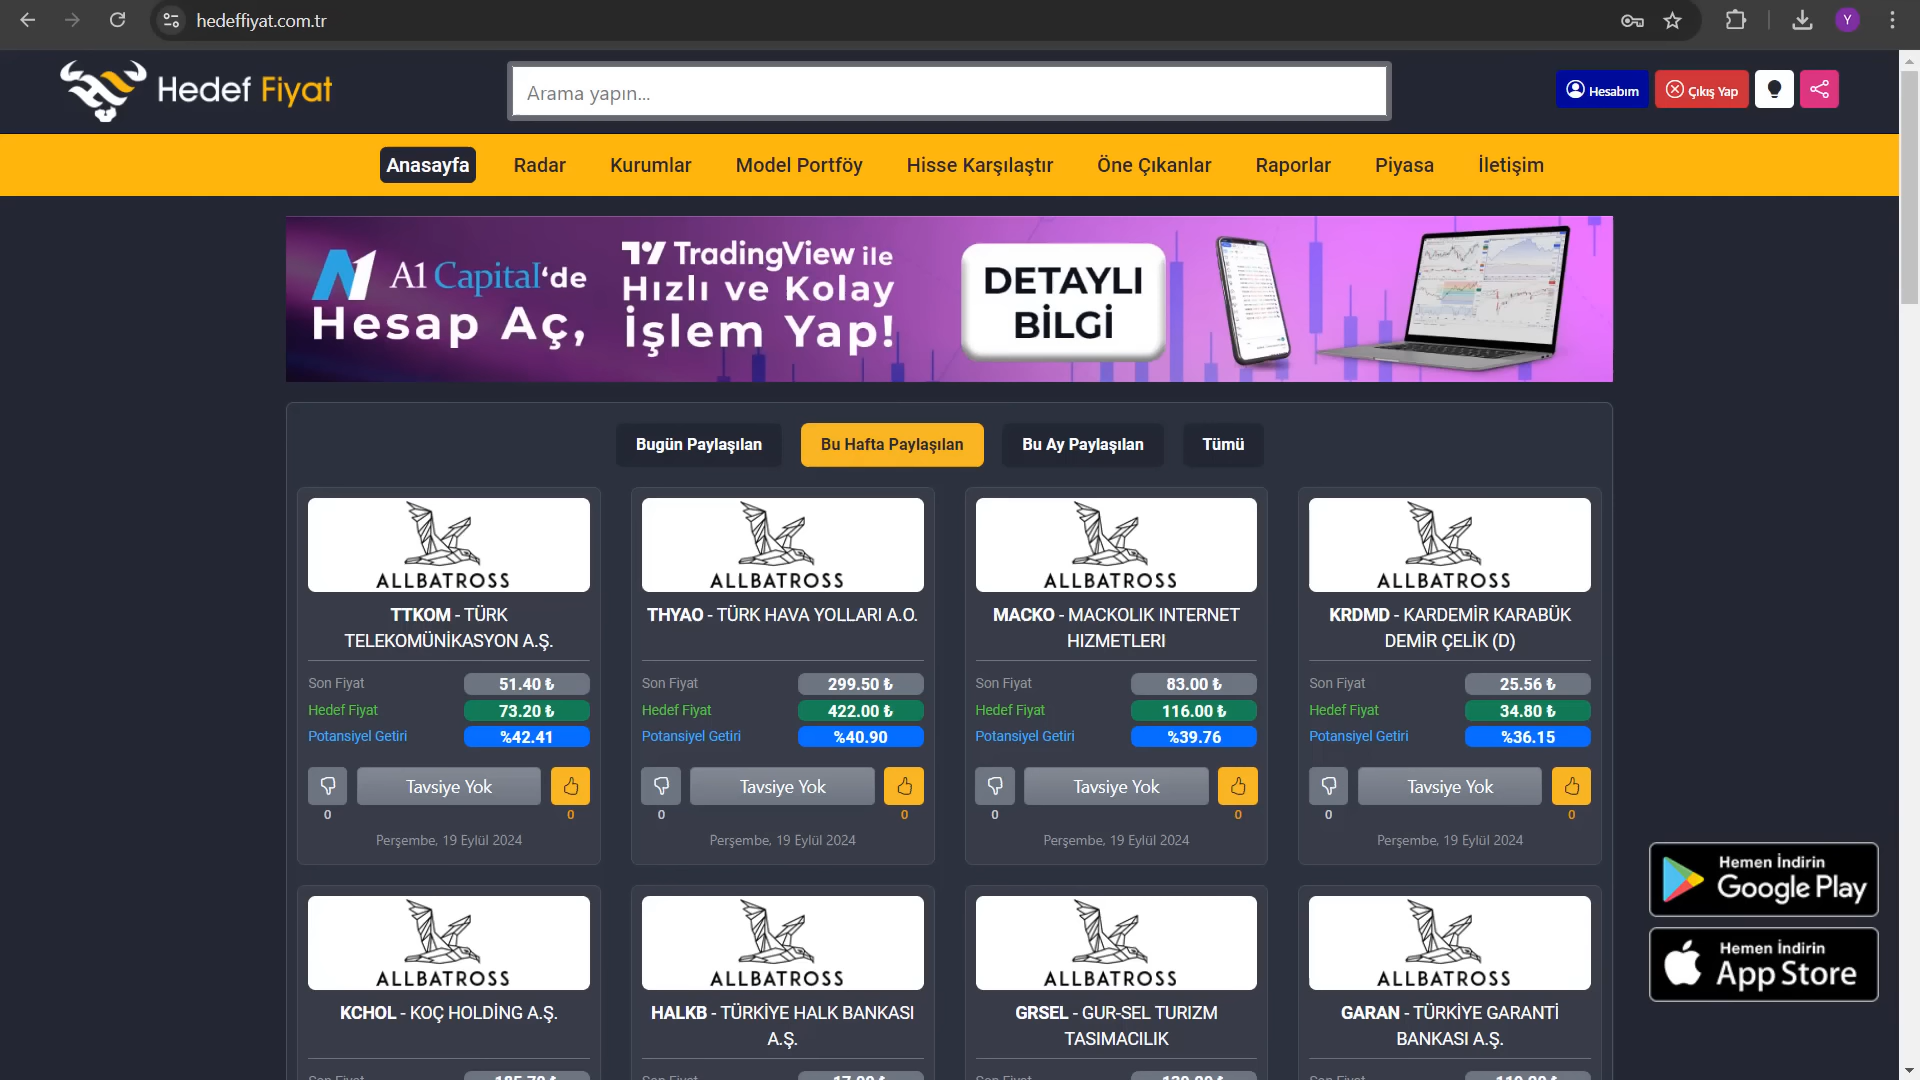 hedeffiyat.com.tr
Y
Hedef Fiyat
Arama yapın...
Hesabım
Çıkış Yap
Anasayfa
Radar
Kurumlar
Model Portföy
Hisse Karşılaştır
Öne Çıkanlar
Raporlar
Piyasa
İletişim
A1 Capital'de
Hesap Aç,
TradingView ile
Hızlı ve Kolay
İşlem Yap!
DETAYLI
BİLGİ
Bugün Paylaşılan
Bu Hafta Paylaşılan
Bu Ay Paylaşılan
Tümü
ALLBATROSS
TTKOM - TÜRK
TELEKOMÜNİKASYON A.Ş.
Son Fiyat 51.40 ₺
Hedef Fiyat 73.20 ₺
Potansiyel Getiri %42.41
Tavsiye Yok
0 0
Perşembe, 19 Eylül 2024
ALLBATROSS
THYAO - TÜRK HAVA YOLLARI A.O.
Son Fiyat 299.50 ₺
Hedef Fiyat 422.00 ₺
Potansiyel Getiri %40.90
Tavsiye Yok
0 0
Perşembe, 19 Eylül 2024
ALLBATROSS
MACKO - MACKOLIK INTERNET
HIZMETLERI
Son Fiyat 83.00 ₺
Hedef Fiyat 116.00 ₺
Potansiyel Getiri %39.76
Tavsiye Yok
0 0
Perşembe, 19 Eylül 2024
ALLBATROSS
KRDMD - KARDEMİR KARABÜK
DEMİR ÇELİK (D)
Son Fiyat 25.56 ₺
Hedef Fiyat 34.80 ₺
Potansiyel Getiri %36.15
Tavsiye Yok
0 0
Perşembe, 19 Eylül 2024
ALLBATROSS
KCHOL - KOÇ HOLDİNG A.Ş.
Son Fiyat
ALLBATROSS
HALKB - TÜRKİYE HALK BANKASI
A.Ş.
Son Fiyat
ALLBATROSS
GRSEL - GUR-SEL TURIZM
TASIMACILIK
Son Fiyat
ALLBATROSS
GARAN - TÜRKİYE GARANTİ
BANKASI A.Ş.
Son Fiyat
Hemen İndirin
Google Play
Hemen İndirin
App Store